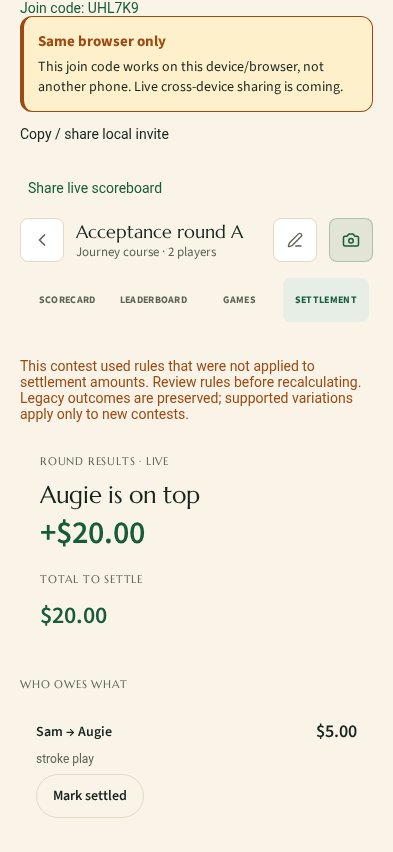 Join code: UHL7K9
Same browser only
This join code works on this device/browser, not
another phone. Live cross-device sharing is coming.
Copy / share local invite
Share live scoreboard
Acceptance round A
Journey course · 2 players
SCORECARD
LEADERBOARD
GAMES
SETTLEMENT
This contest used rules that were not applied to
settlement amounts. Review rules before recalculating.
Legacy outcomes are preserved; supported variations
apply only to new contests.
ROUND RESULTS · LIVE
Augie is on top
+$20.00
TOTAL TO SETTLE
$20.00
WHO OWES WHAT
Sam → Augie
$5.00
stroke play
Mark settled